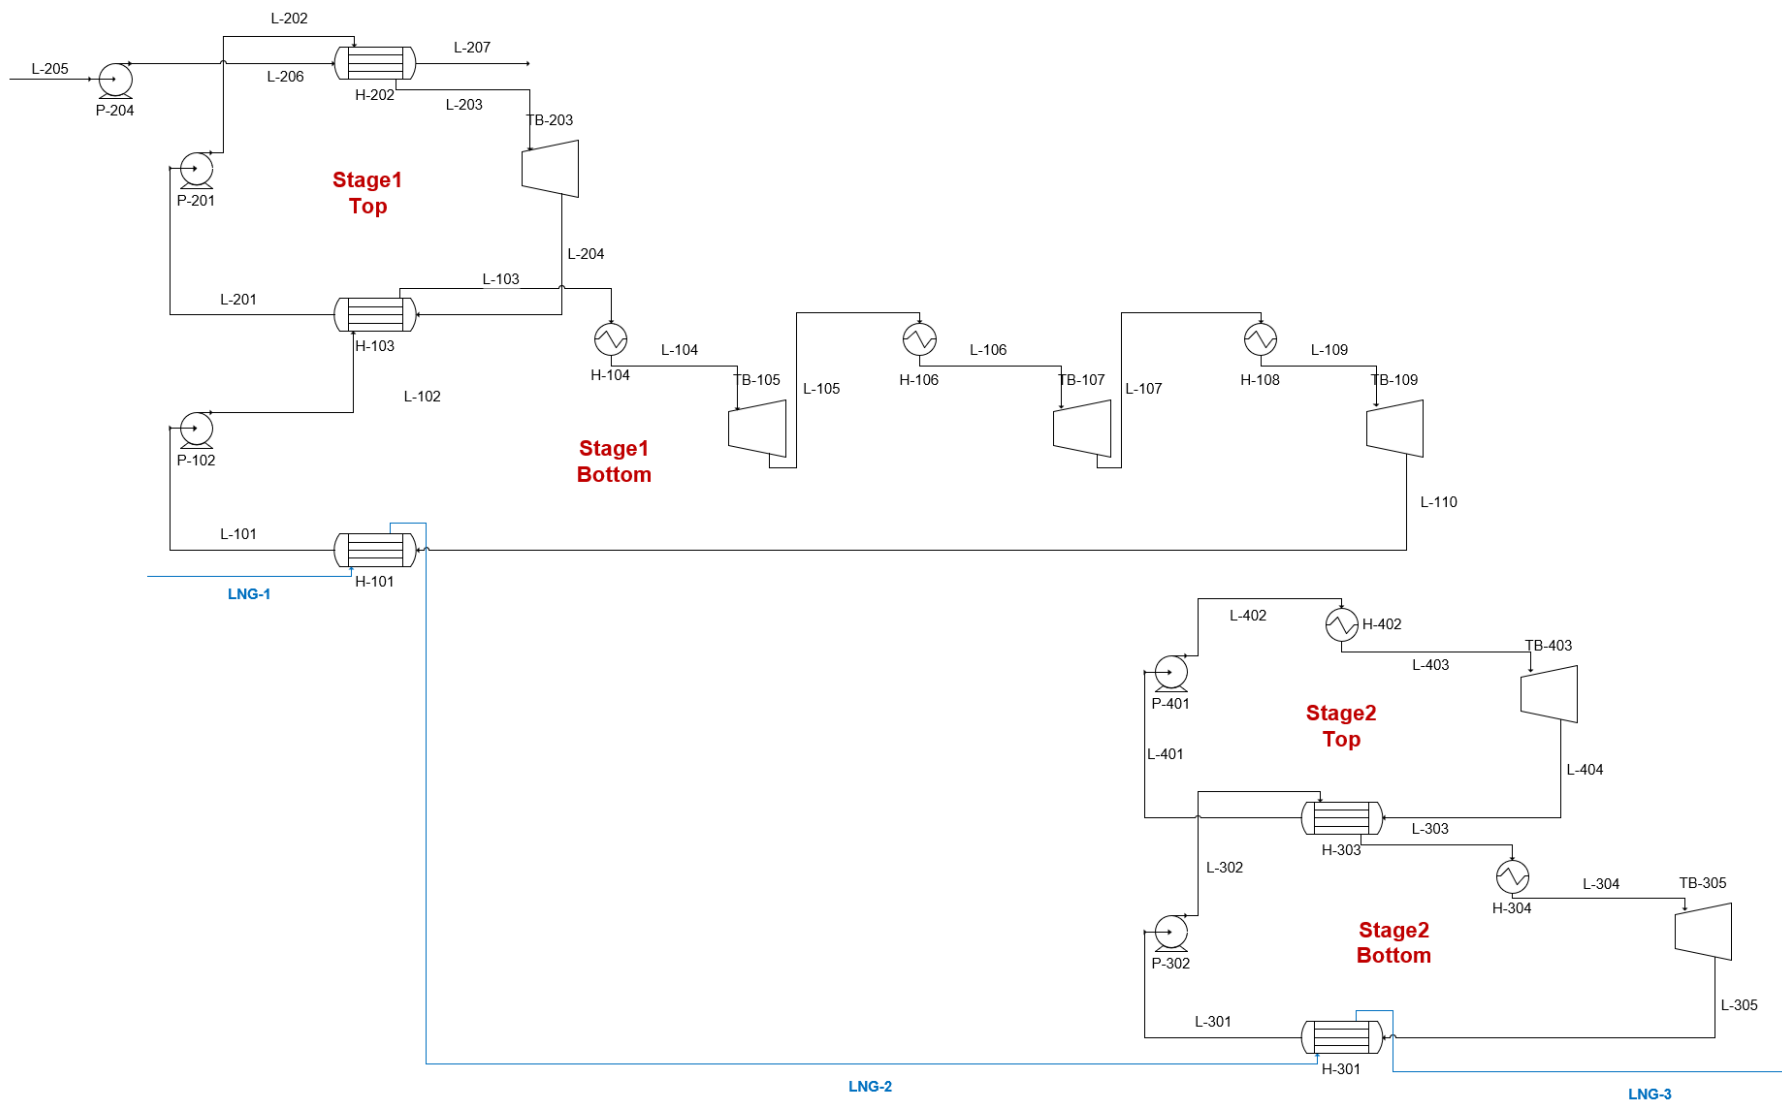 L-202
L-207
L-205
L-206
H-202
L-203
P-204
TB-203
Stage1
Top
P-201
L-204
L-103
L-201
H-103
L-104
L-106
L-109
H-104
TB-105
H-106
TB-107
H-108
TB-109
L-105
L-107
L-102
Stage1
Bottom
P-102
L-110
L-101
H-101
LNG-1
L-402
H-402
TB-403
L-403
P-401
Stage2
Top
L-401
L-404
L-303
H-303
L-302
L-304
TB-305
H-304
Stage2
Bottom
P-302
L-305
L-301
H-301
LNG-2
LNG-3